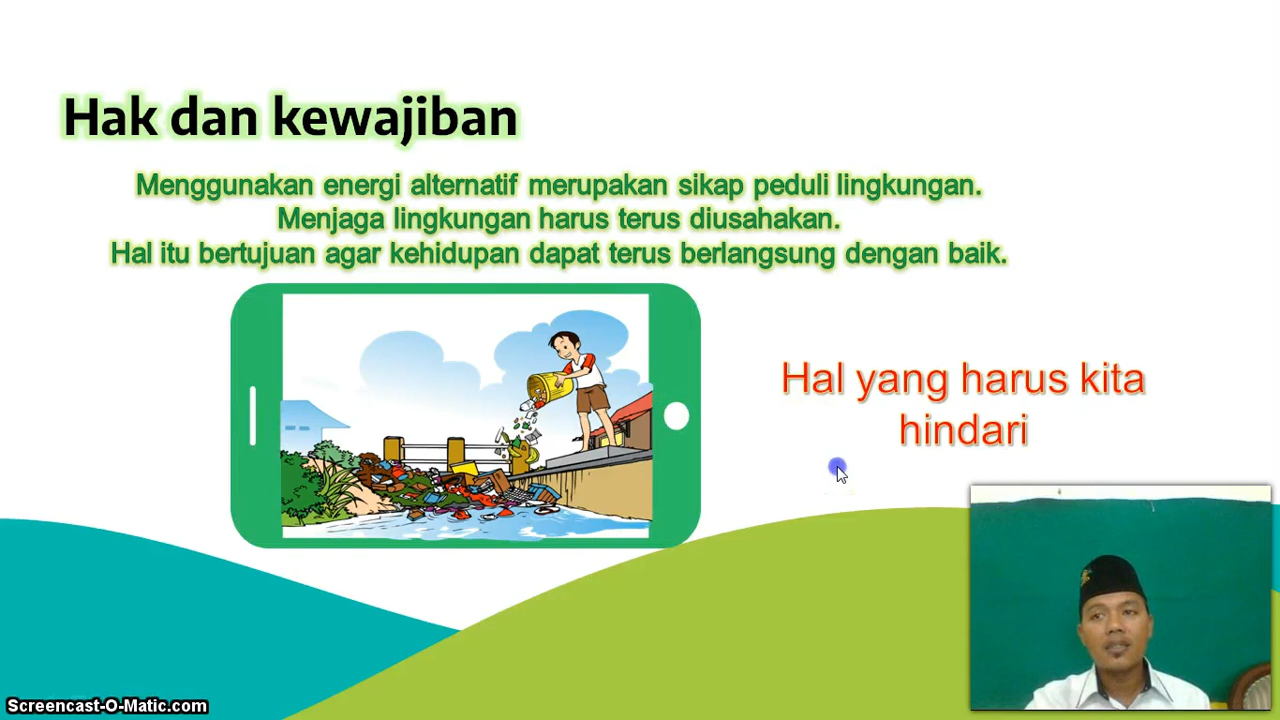 Hak dan kewajiban
Menggunakan energi alternatif merupakan sikap peduli lingkungan.
Menjaga lingkungan harus terus diusahakan.
Hal itu bertujuan agar kehidupan dapat terus berlangsung dengan baik.
Hal yang harus kita
hindari
Screencast-O-Matic.com